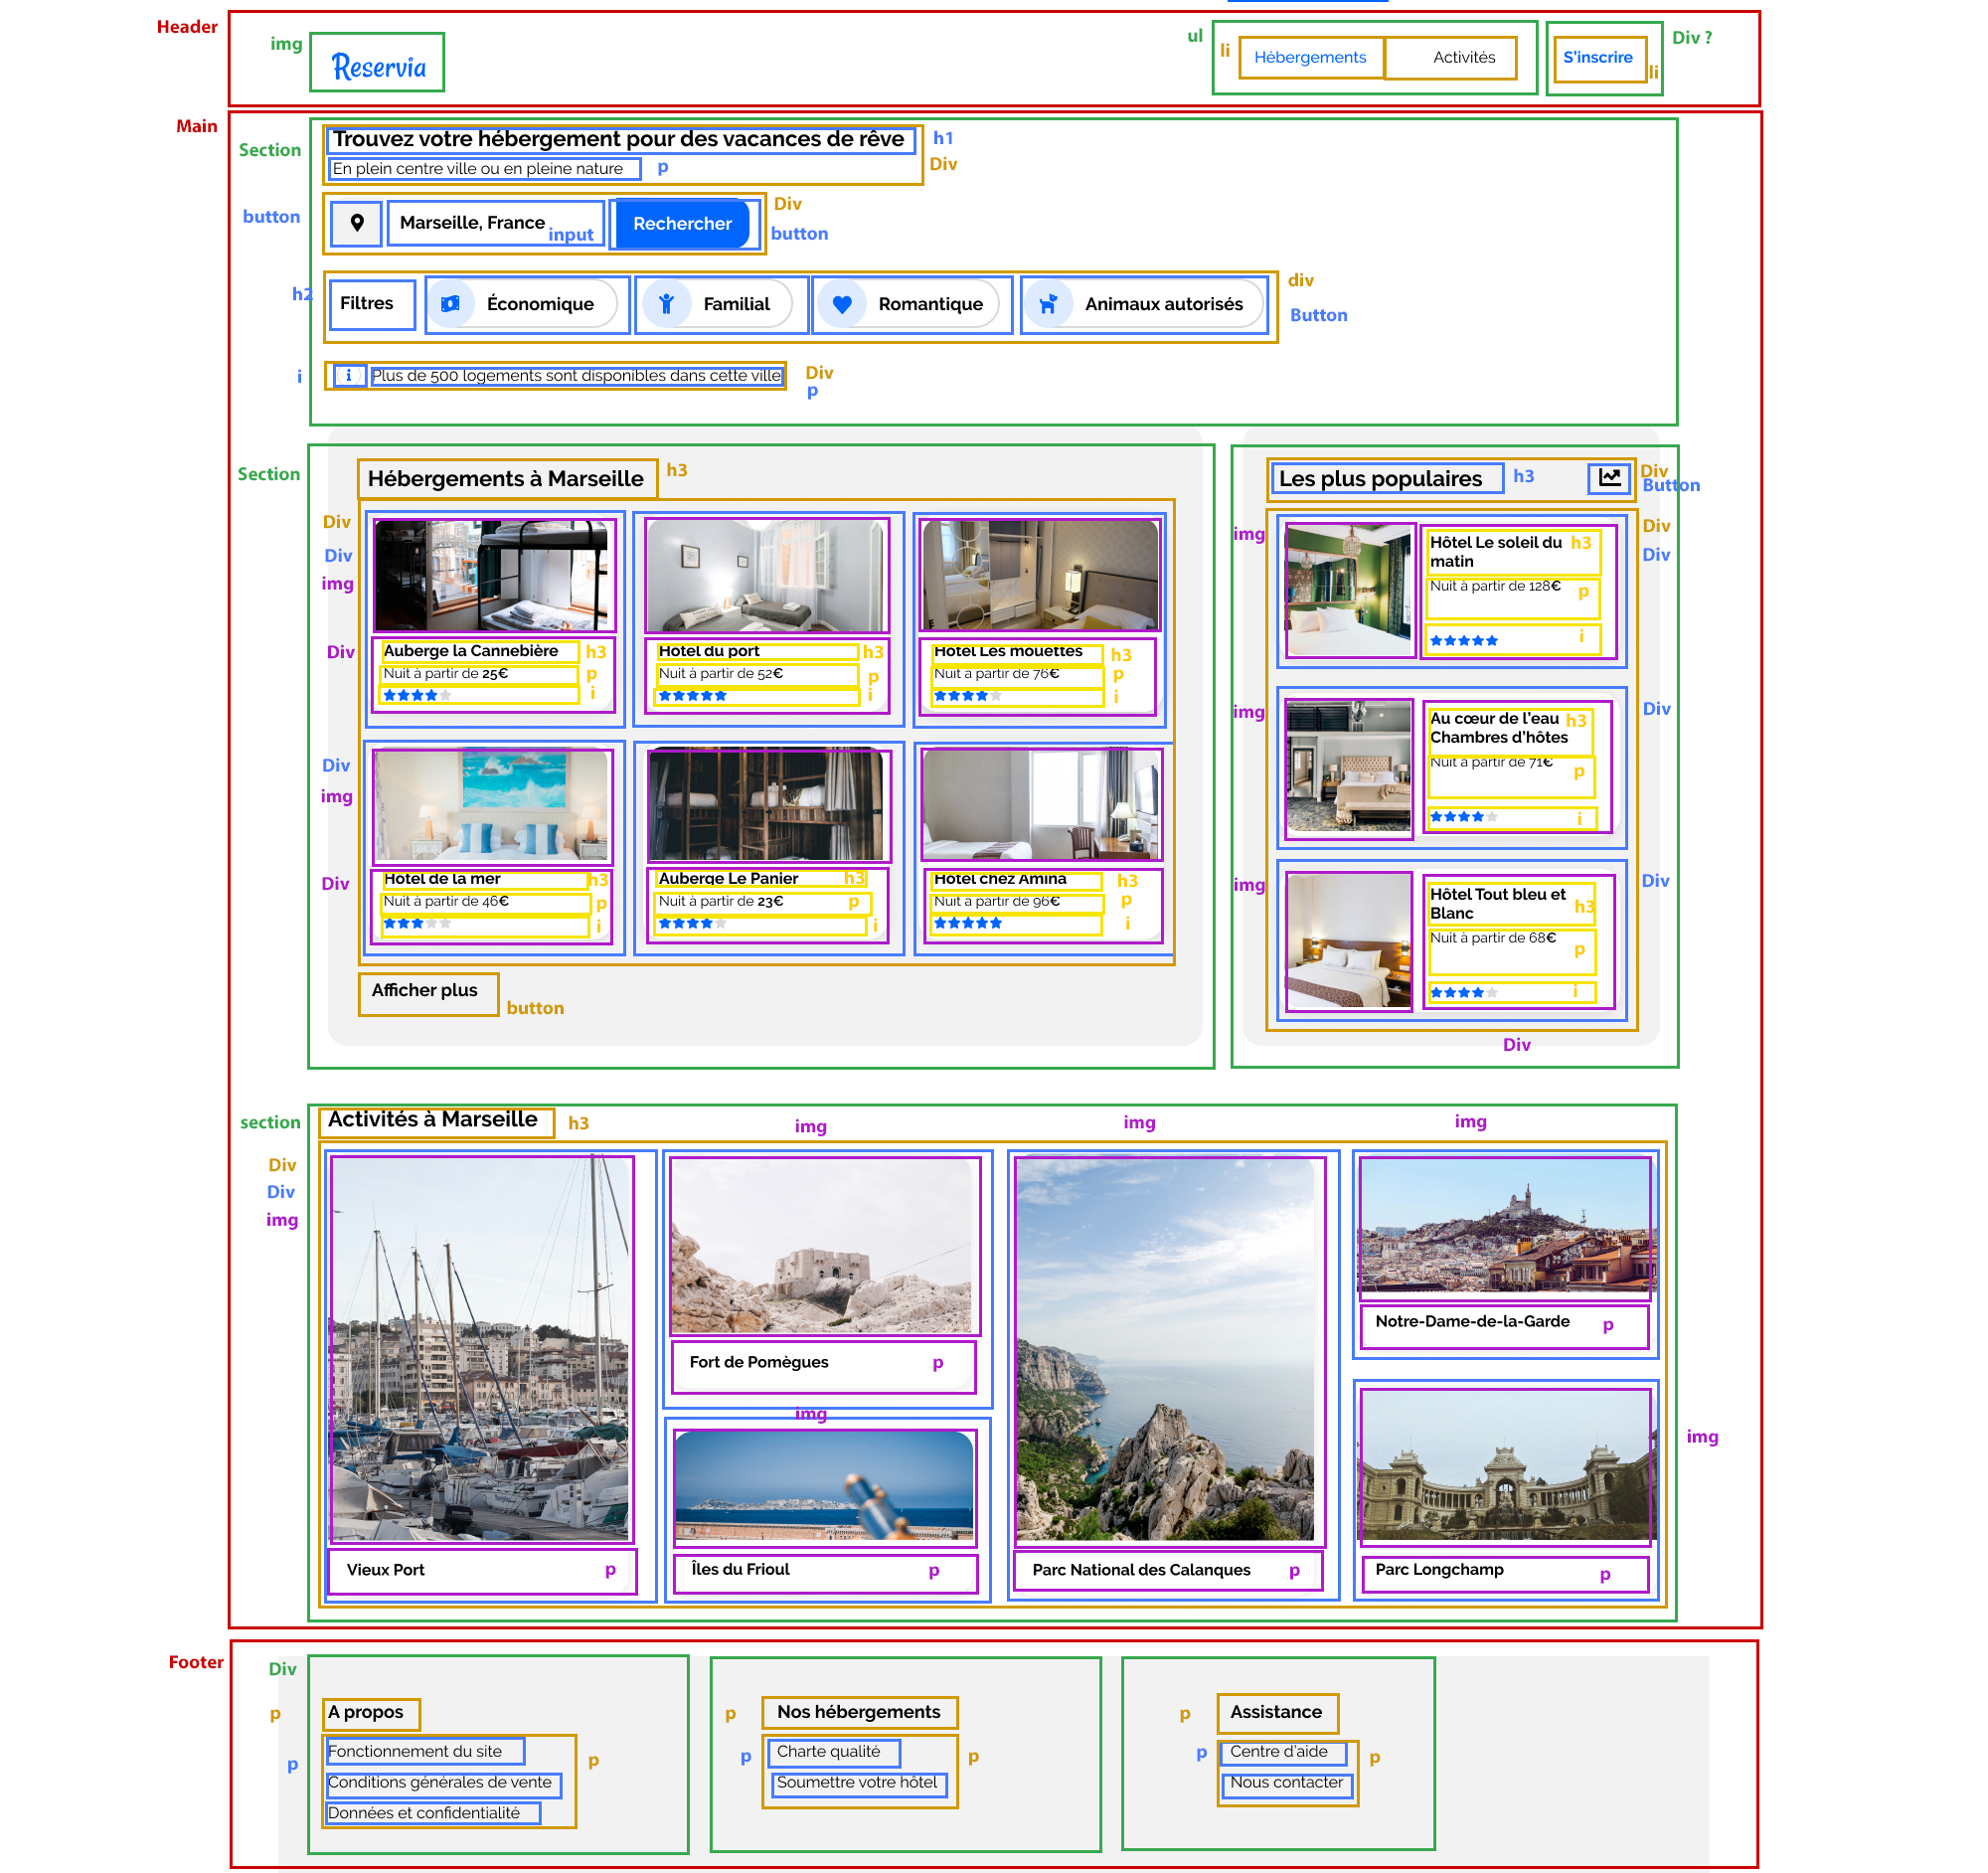 Header
img
Reservia
ul
li
Hébergements
Activités
S'inscrire
li
Div ?
Main
Section
Trouvez votre hébergement pour des vacances de rêve
h1
En plein centre ville ou en pleine nature
p
Div
button
Marseille, France
input
Rechercher
Div
button
h2
Filtres
Économique
Familial
Romantique
Animaux autorisés
div
Button
i
i
Plus de 500 logements sont disponibles dans cette ville
Div
p
Section
Hébergements à Marseille
h3
Div
Div
img
Div
Auberge la Cannebière
h3
Nuit à partir de 25€
p
i
Hôtel du port
h3
Nuit à partir de 52€
p
i
Hôtel Les mouettes
h3
Nuit à partir de 76€
p
i
Div
img
Div
Hôtel de la mer
h3
Nuit à partir de 46€
p
i
Auberge Le Panier
h3
Nuit à partir de 23€
p
i
Hôtel chez Amina
h3
Nuit à partir de 96€
p
i
Afficher plus
button
Les plus populaires
h3
Div
Button
Div
Div
img
Hôtel Le soleil du
matin
h3
Nuit à partir de 128€
p
i
img
Au cœur de l'eau
Chambres d'hôtes
h3
Div
Nuit à partir de 71€
p
i
img
Hôtel Tout bleu et
Blanc
h3
Div
Nuit à partir de 68€
p
i
Div
section
Activités à Marseille
h3
img
img
img
Div
Div
img
Vieux Port
p
Fort de Pomègues
p
img
Îles du Frioul
p
Parc National des Calanques
p
Notre-Dame-de-la-Garde
p
img
Parc Longchamp
p
Footer
Div
p
A propos
p
Fonctionnement du site
p
Conditions générales de vente
Données et confidentialité
p
Nos hébergements
p
Charte qualité
p
Soumettre votre hôtel
p
Assistance
p
Centre d'aide
p
Nous contacter